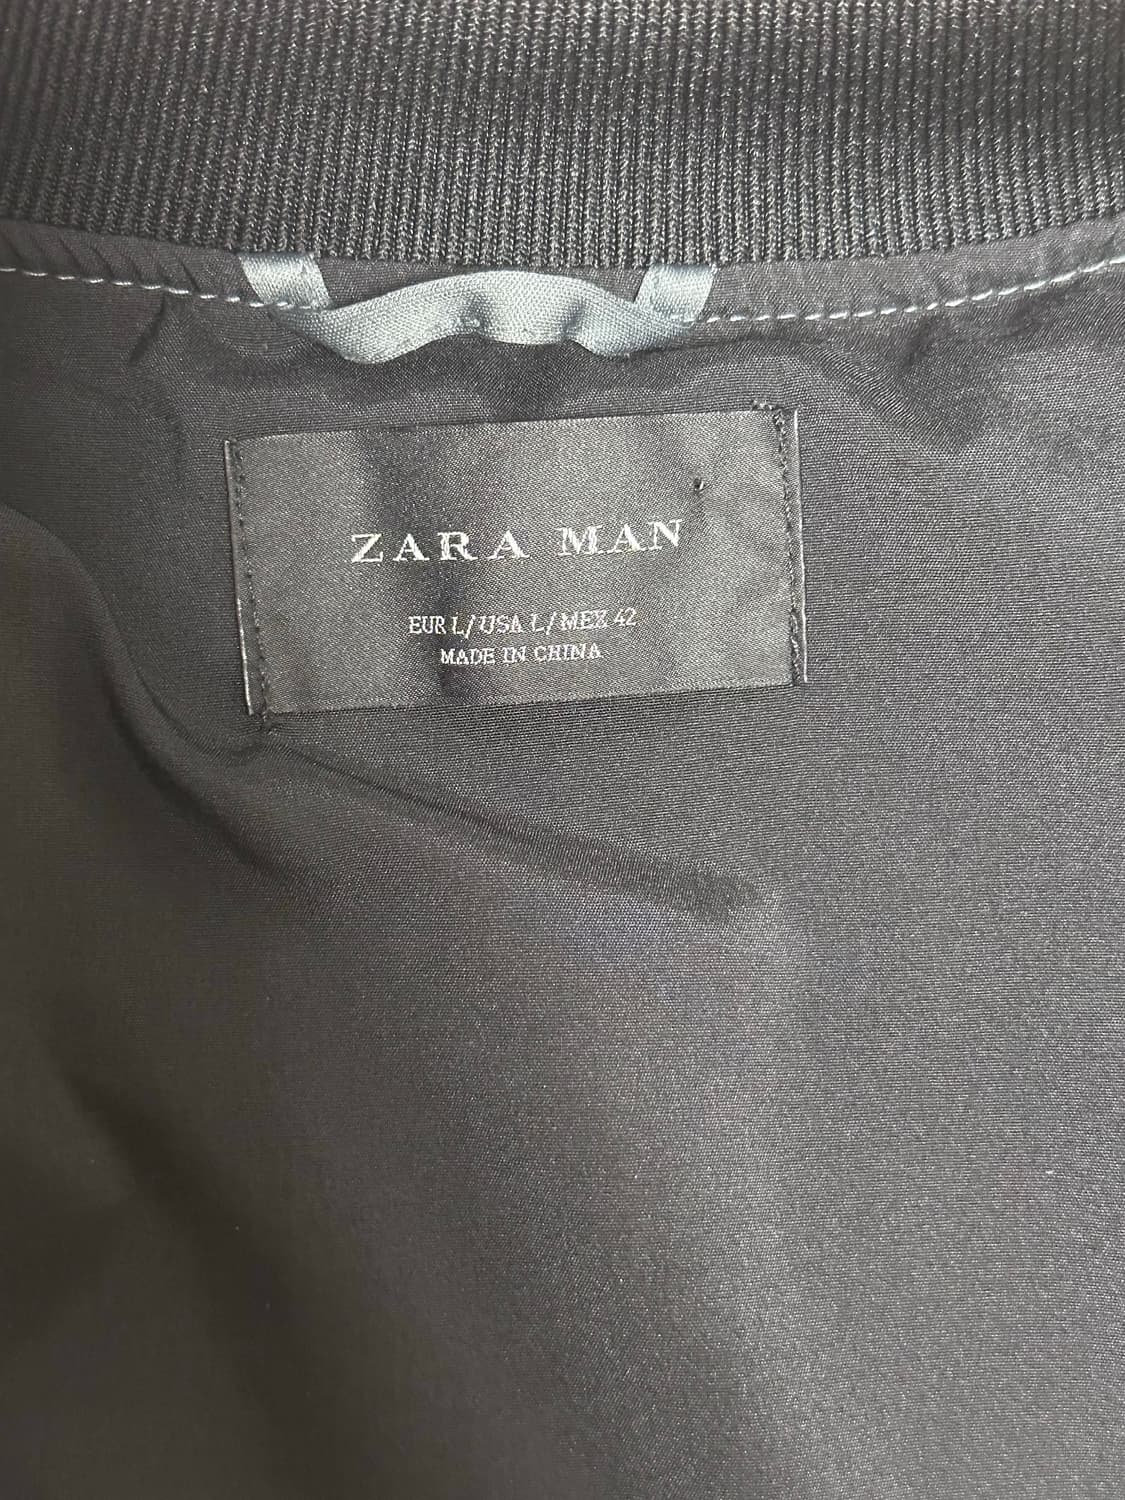 ZARA MAN
EUR L/USA L/MEX 42
MADE IN CHINA